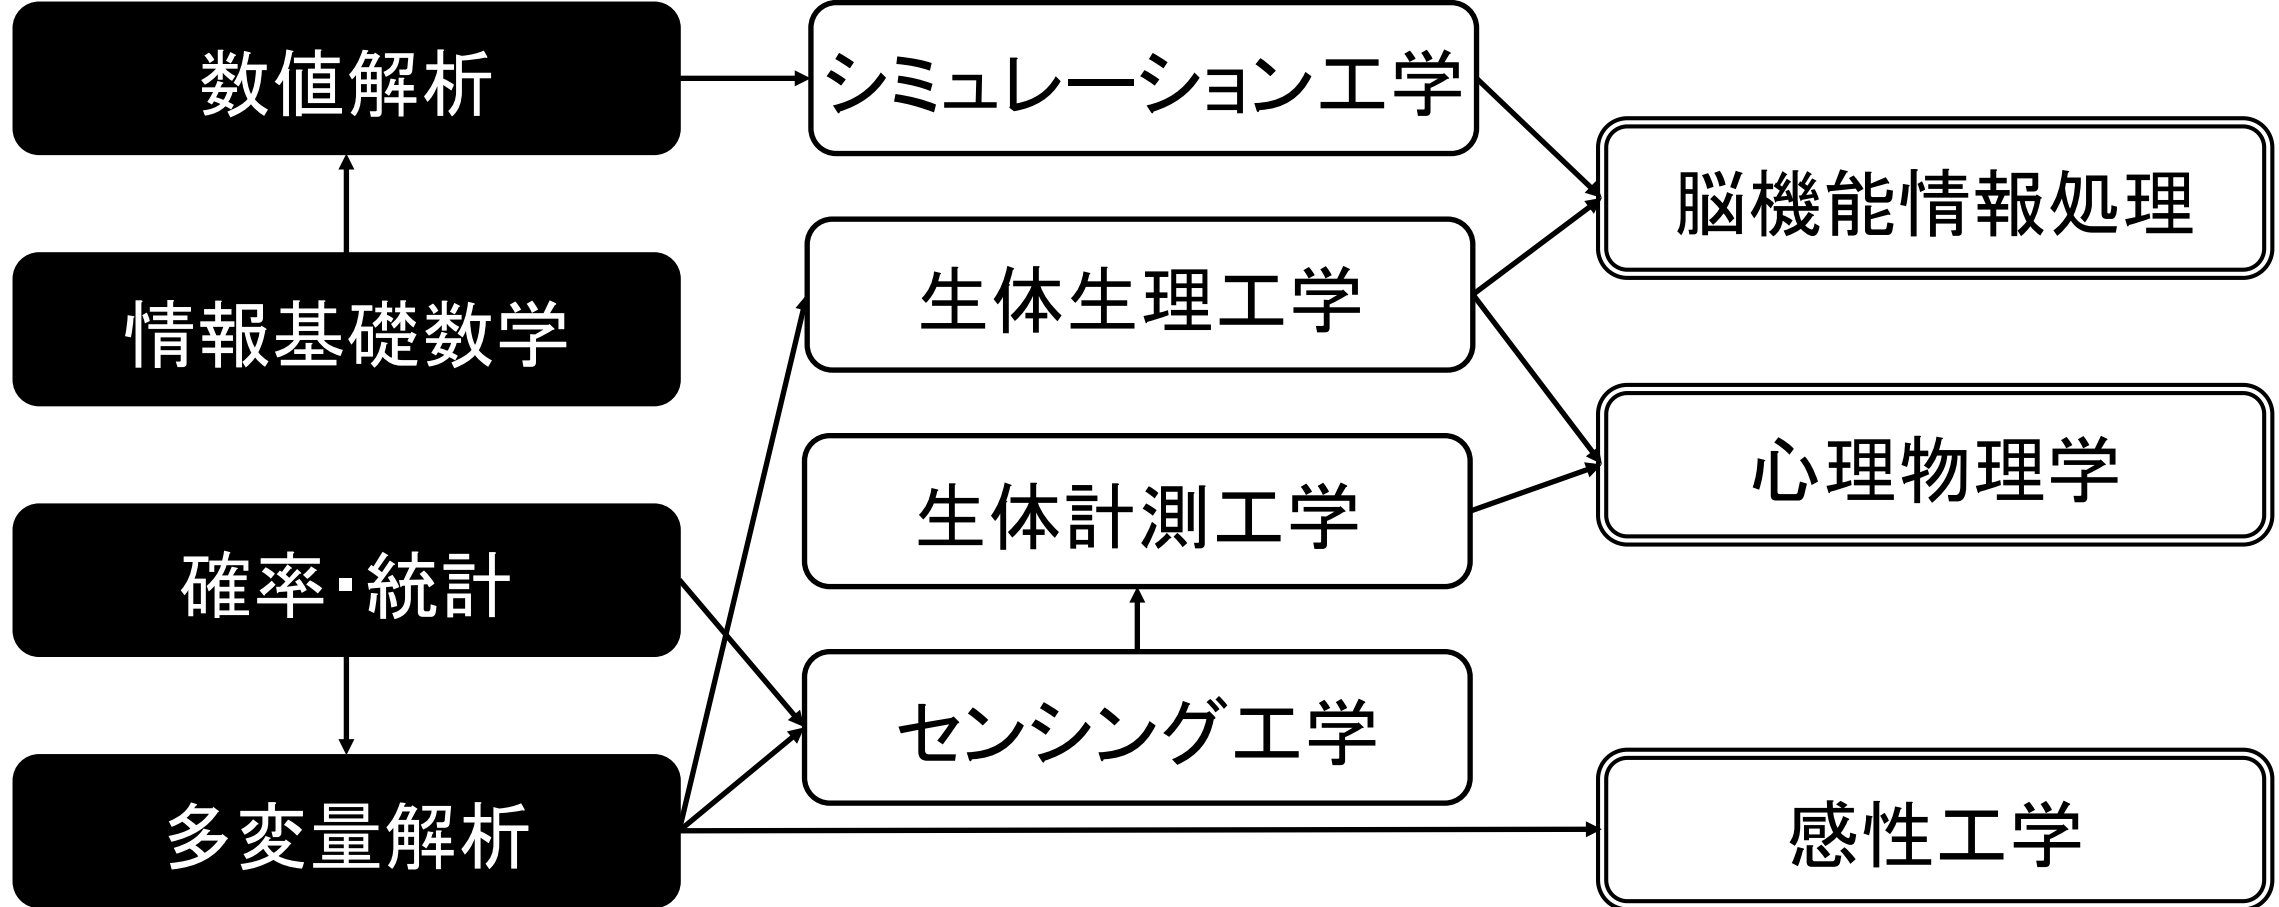 数値解析
情報基礎数学
確率・統計
多変量解析
シミュレーション工学
生体生理工学
生体計測工学
センシング工学
脳機能情報処理
心理物理学
感性工学